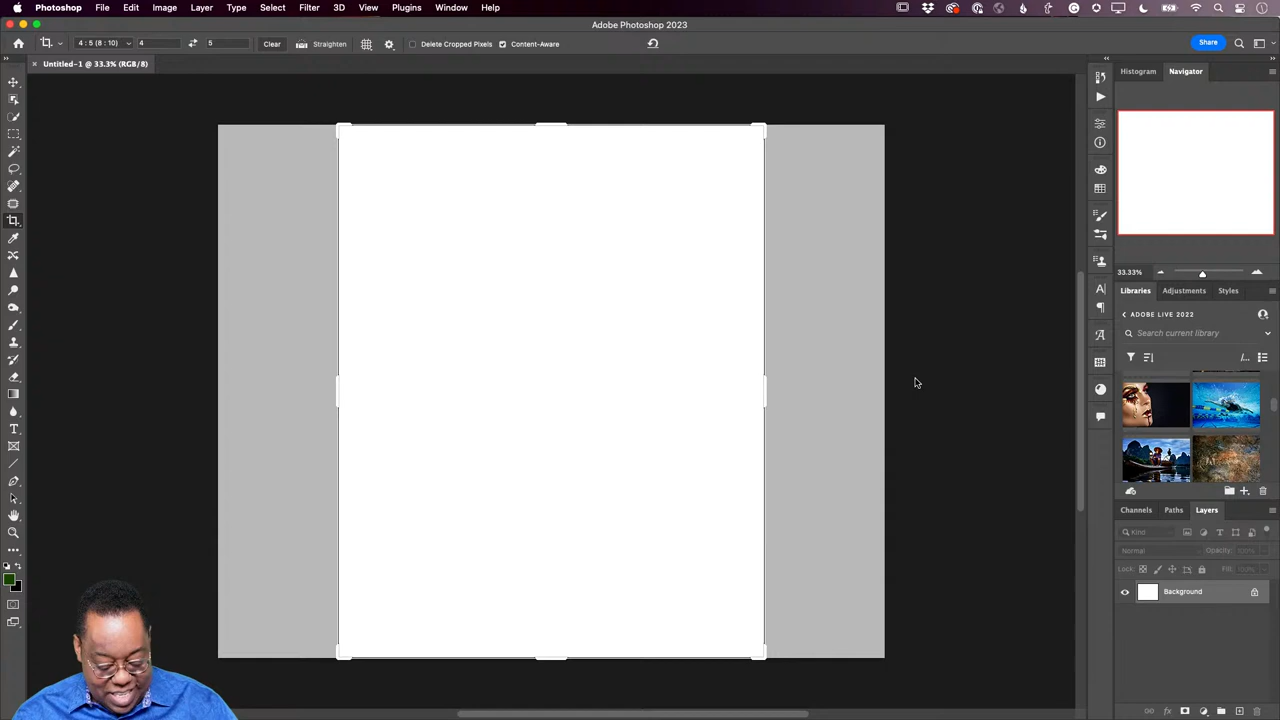 Photoshop File Edit Image Layer Type Select Filter 3D View Plugins Window Help
Adobe Photoshop 2023
4 : 5 (8 : 10) 4 5 Clear Straighten Delete Cropped Pixels Content-Aware Share
Untitled-1 @ 33.3% (RGB/8)
Histogram Navigator
33.33%
Libraries Adjustments Styles
ADOBE LIVE 2022
Search current library
Channels Paths Layers
Kind
Normal Opacity: 100%
Lock: Fill: 100%
Background